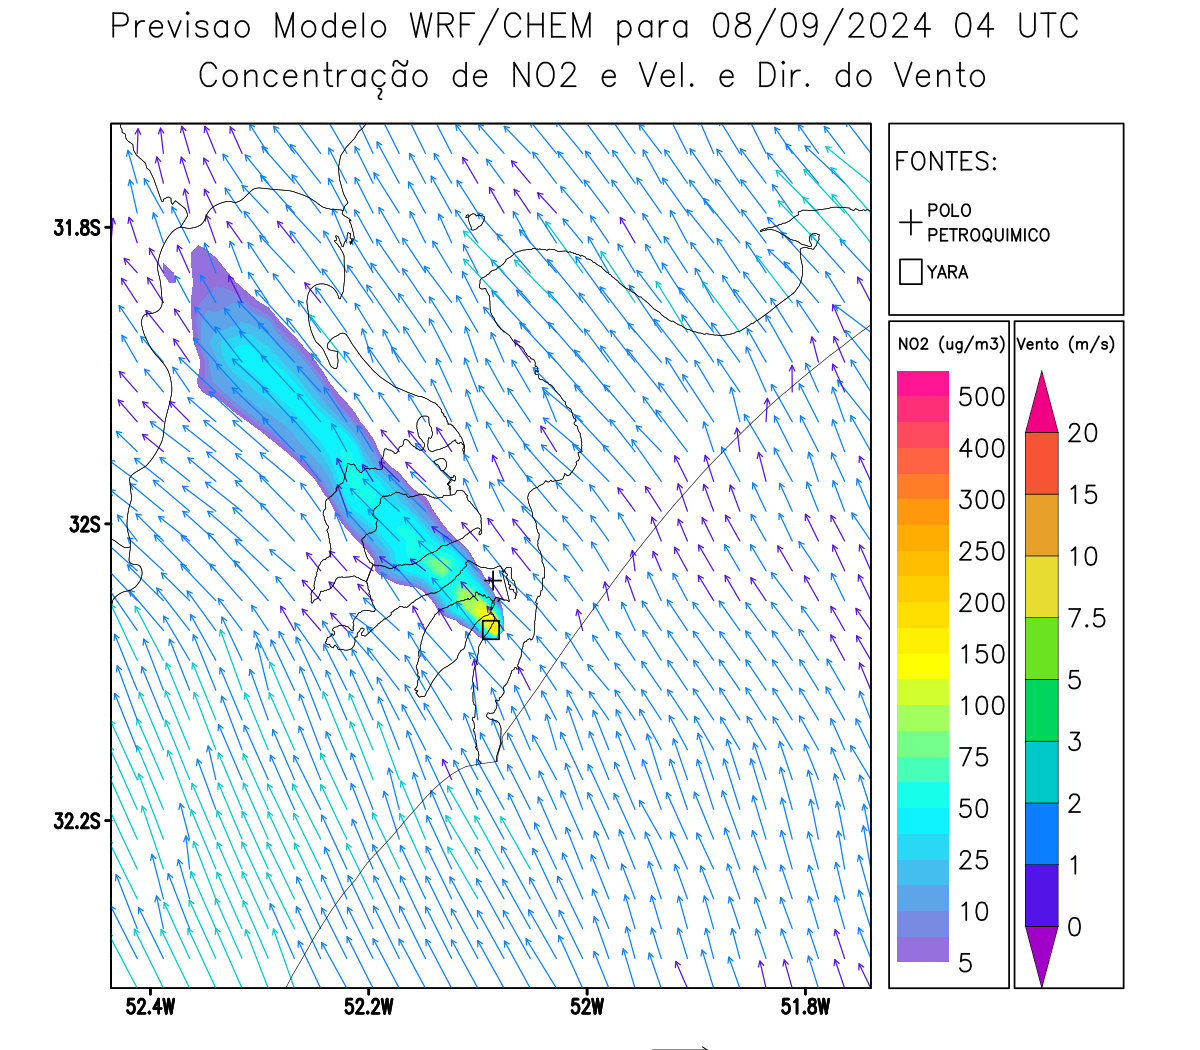 Previsao Modelo WRF/CHEM para 08/09/2024 04 UTC
Concentração de NO2 e Vel. e Dir. do Vento
FONTES:
POLO
PETROQUIMICO
YARA
NO2 (ug/m3)
500
400
300
250
200
150
100
75
50
25
10
5
Vento (m/s)
20
15
10
7.5
5
3
2
1
0
31.8S
32S
32.2S
52.4W
52.2W
52W
51.8W